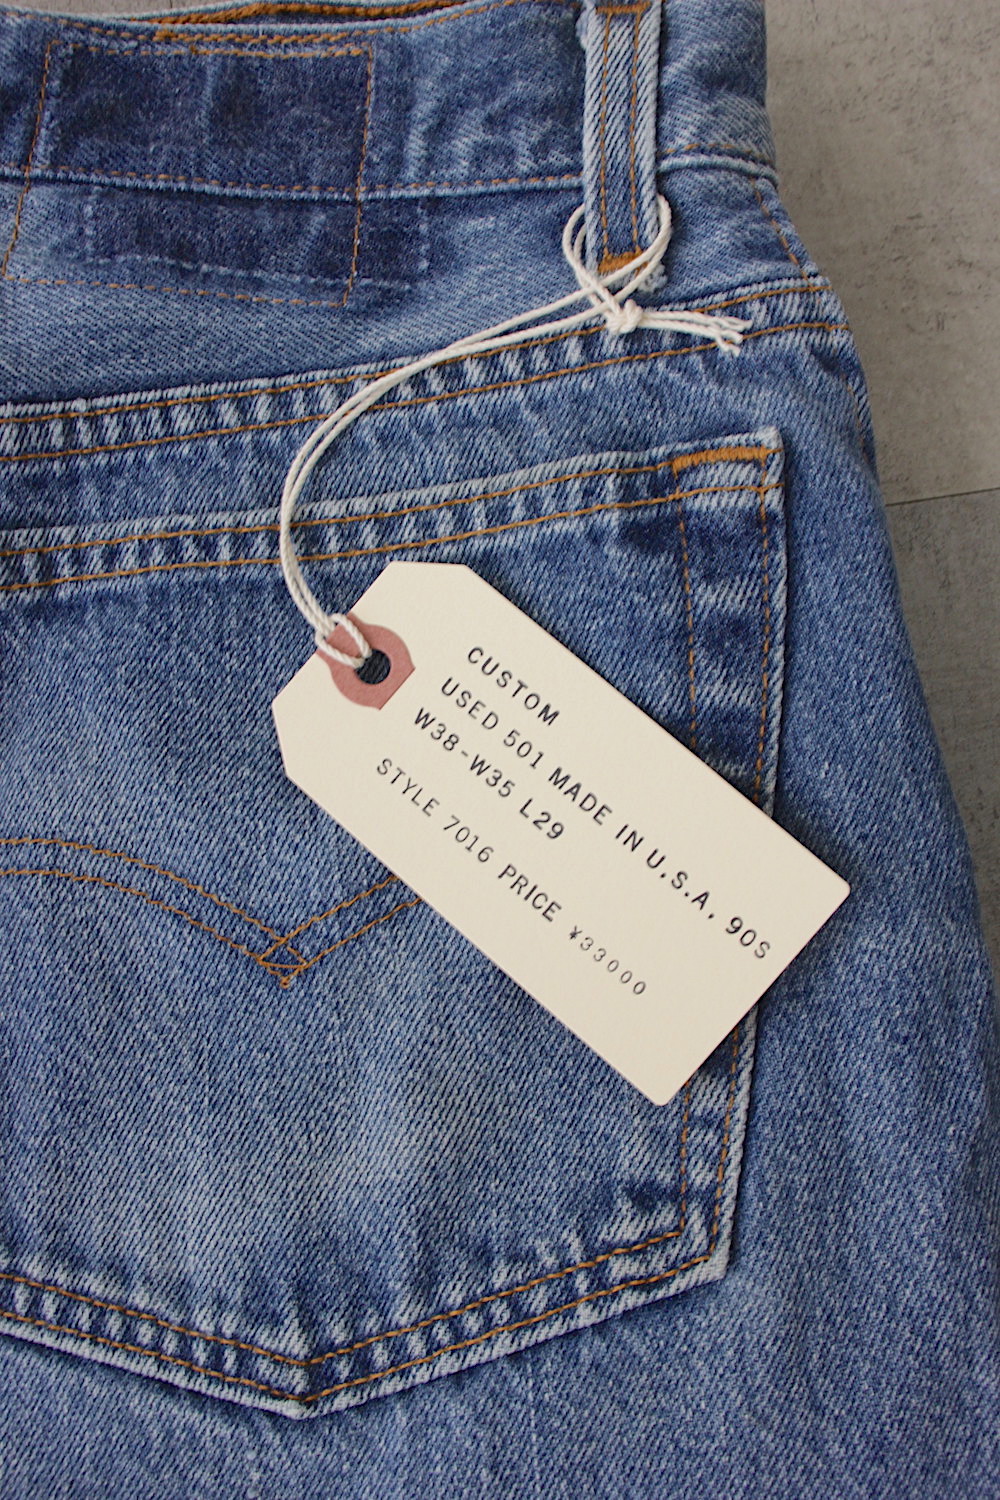 CUSTOM
USED 501 MADE IN U.S.A. 90S
W38-W35 L29
STYLE 7016 PRICE ¥33000